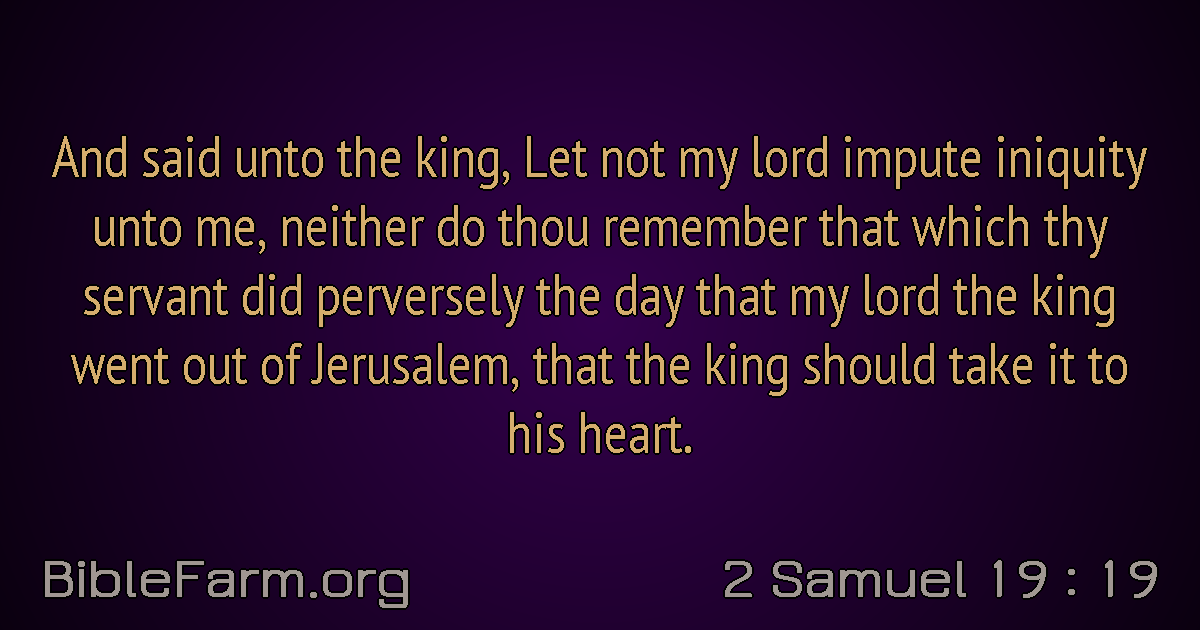 And said unto the king, Let not my lord impute iniquity
unto me, neither do thou remember that which thy
servant did perversely the day that my lord the king
went out of Jerusalem, that the king should take it to
his heart.
BibleFarm.org
2 Samuel 19 : 19